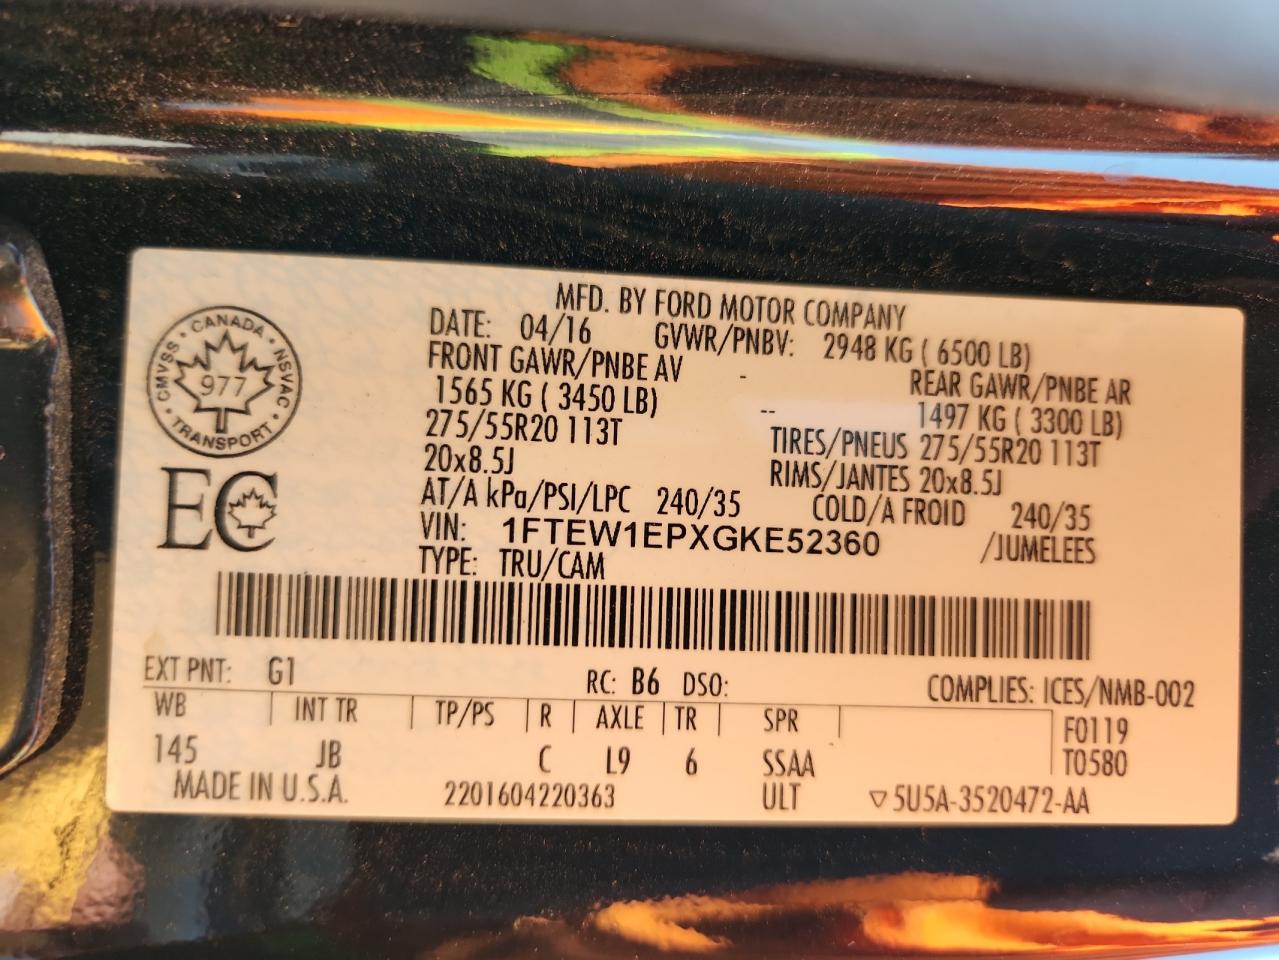 MFD. BY FORD MOTOR COMPANY
DATE: 04/16 GVWR/PNBV: 2948 KG ( 6500 LB)
FRONT GAWR/PNBE AV - REAR GAWR/PNBE AR
1565 KG ( 3450 LB) -- 1497 KG ( 3300 LB)
275/55R20 113T TIRES/PNEUS 275/55R20 113T
20x8.5J RIMS/JANTES 20x8.5J
AT/A kPa/PSI/LPC 240/35 COLD/A FROID 240/35
VIN: 1FTEW1EPXGKE52360 /JUMELEES
TYPE: TRU/CAM
CANADA • NSVAC • TRANSPORT • CMVSS •
977
EC
EXT PNT: G1 RC: B6 DSO: COMPLIES: ICES/NMB-002
WB INT TR TP/PS R AXLE TR SPR F0119
145 JB C L9 6 SSAA T0580
MADE IN U.S.A. 2201604220363 ULT ▽5U5A-3520472-AA